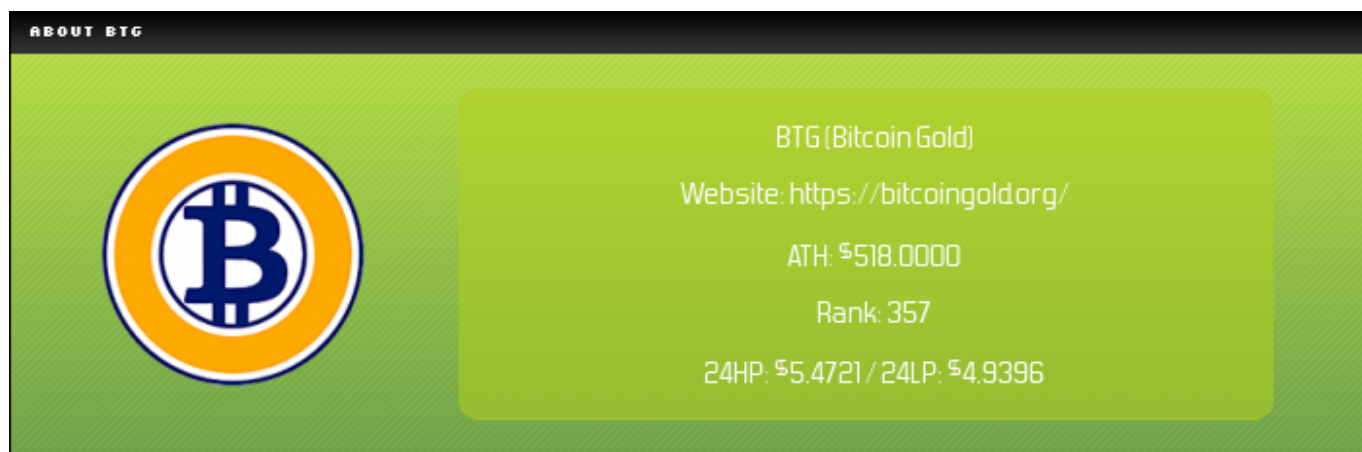 ABOUT BTG
BTG (Bitcoin Gold)
Website: https://bitcoingold.org/
ATH: $518.0000
Rank: 357
24HP: $5.4721 / 24LP: $4.9396